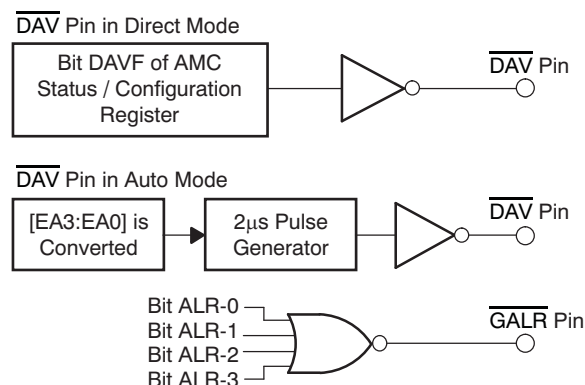 DAV Pin in Direct Mode
Bit DAVF of AMC
Status / Configuration
Register
DAV Pin
DAV Pin in Auto Mode
[EA3:EA0] is
Converted
2μs Pulse
Generator
DAV Pin
Bit ALR-0
Bit ALR-1
Bit ALR-2
Bit ALR-3
GALR Pin